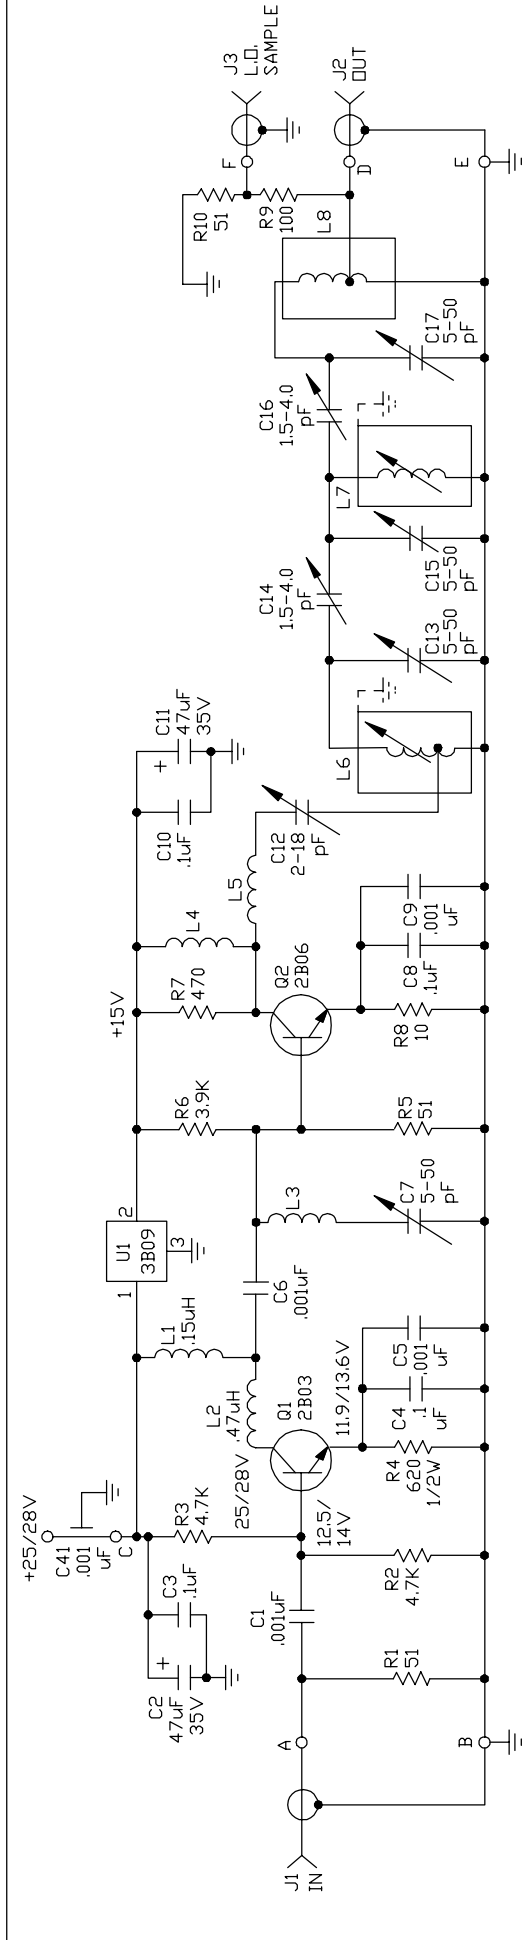 J1
IN
A
B
R1
51
C1
.001uF
R2
4.7K
C2
47uF
35V
+
C3
.1uF
+25/28V
C41
.001
uF
C
R3
4.7K
12.5/
14V
25/28V
L2
.47uH
Q1
2B03
11.9/13.6V
R4
620
1/2W
C4
.1
uF
C5
.001
uF
L1
.15uH
1
U1
3B09
2
3
C6
.001uF
L3
C7
5-50
pF
R6
3.9K
R5
51
+15V
R7
470
L4
Q2
2B06
R8
10
C8
.1uF
C9
.001
uF
L5
C10
.1uF
+
C11
47uF
35V
C12
2-18
pF
L6
C13
5-50
pF
C14
1.5-4.0
pF
C15
5-50
pF
L7
C16
1.5-4.0
pF
C17
5-50
pF
L8
R10
51
R9
100
F
D
E
J3
L.O.
SAMPLE
J2
OUT